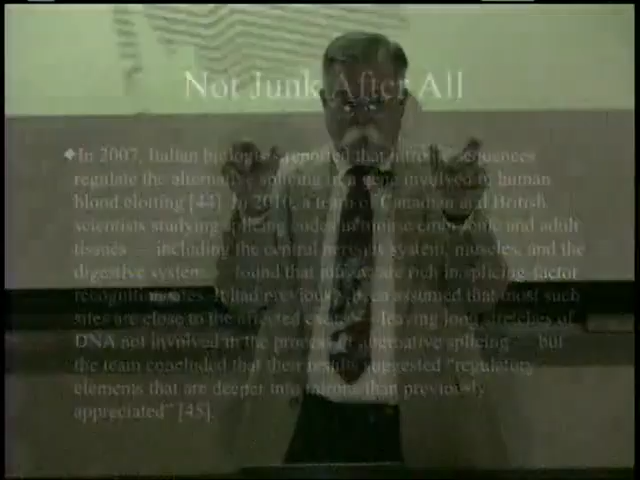 Not Junk After All
In 2007, Italian biologists reported that intron sequences
regulate the alternative splicing in a gene involved in human
blood clotting [44]. In 2010, a team of Canadian and British
scientists studying splicing codes in mouse embryonic and adult
tissues — including the central nervous system, muscles, and the
digestive system — found that introns are rich in splicing-factor
recognition sites. It had previously been assumed that most such
sites are close to the affected exons — leaving long stretches of
DNA not involved in the process of alternative splicing — but
the team concluded that their results suggested "regulatory
elements that are deeper into introns than previously
appreciated" [45].